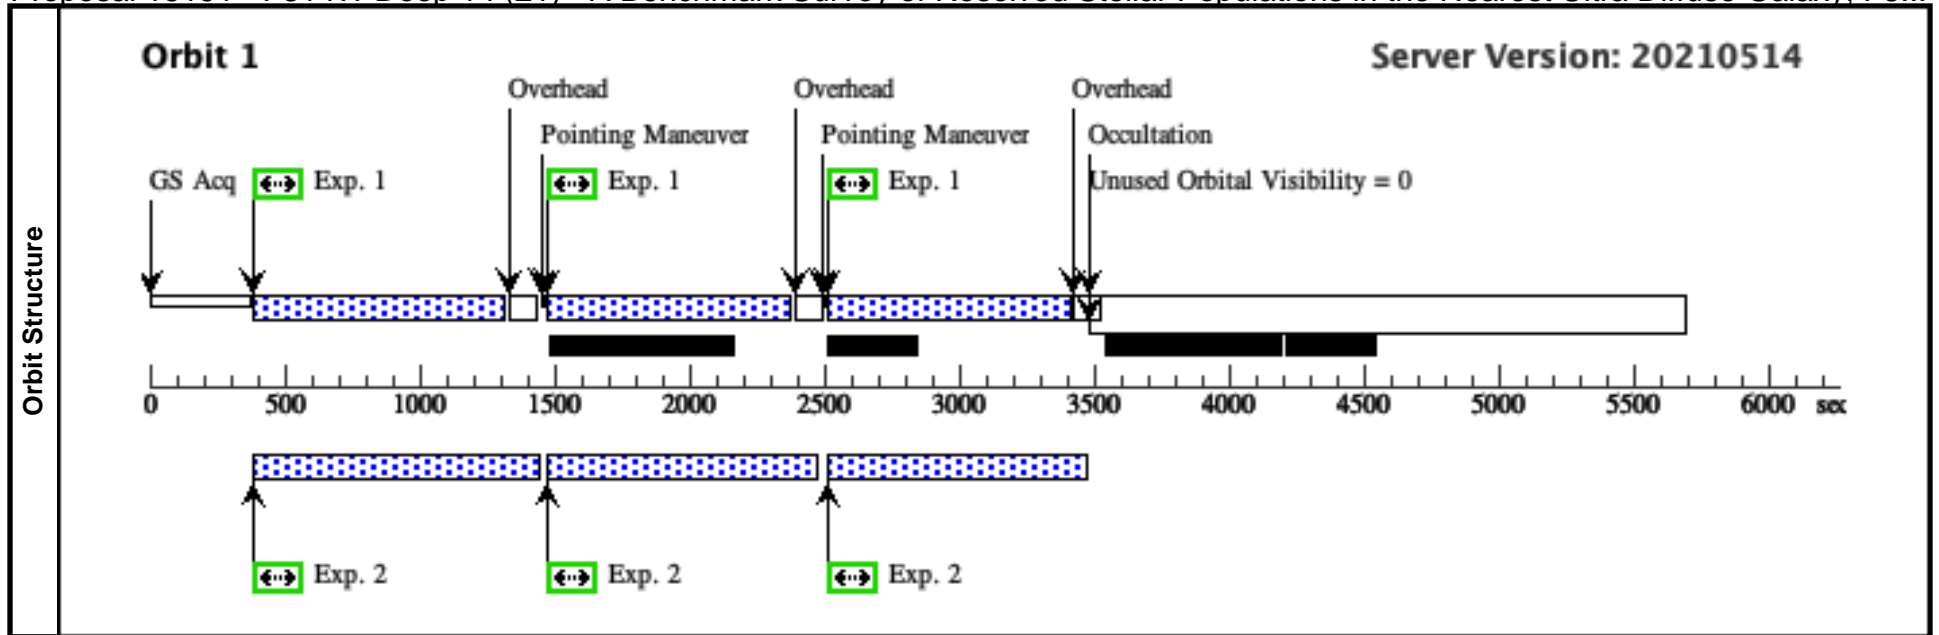 Orbit 1
Server Version: 20210514
Overhead Overhead Overhead
Pointing Maneuver Pointing Maneuver Occultation
GS Acq Exp. 1 Exp. 1 Exp. 1 Unused Orbital Visibility = 0
Orbit Structure
0 500 1000 1500 2000 2500 3000 3500 4000 4500 5000 5500 6000 sec
Exp. 2 Exp. 2 Exp. 2